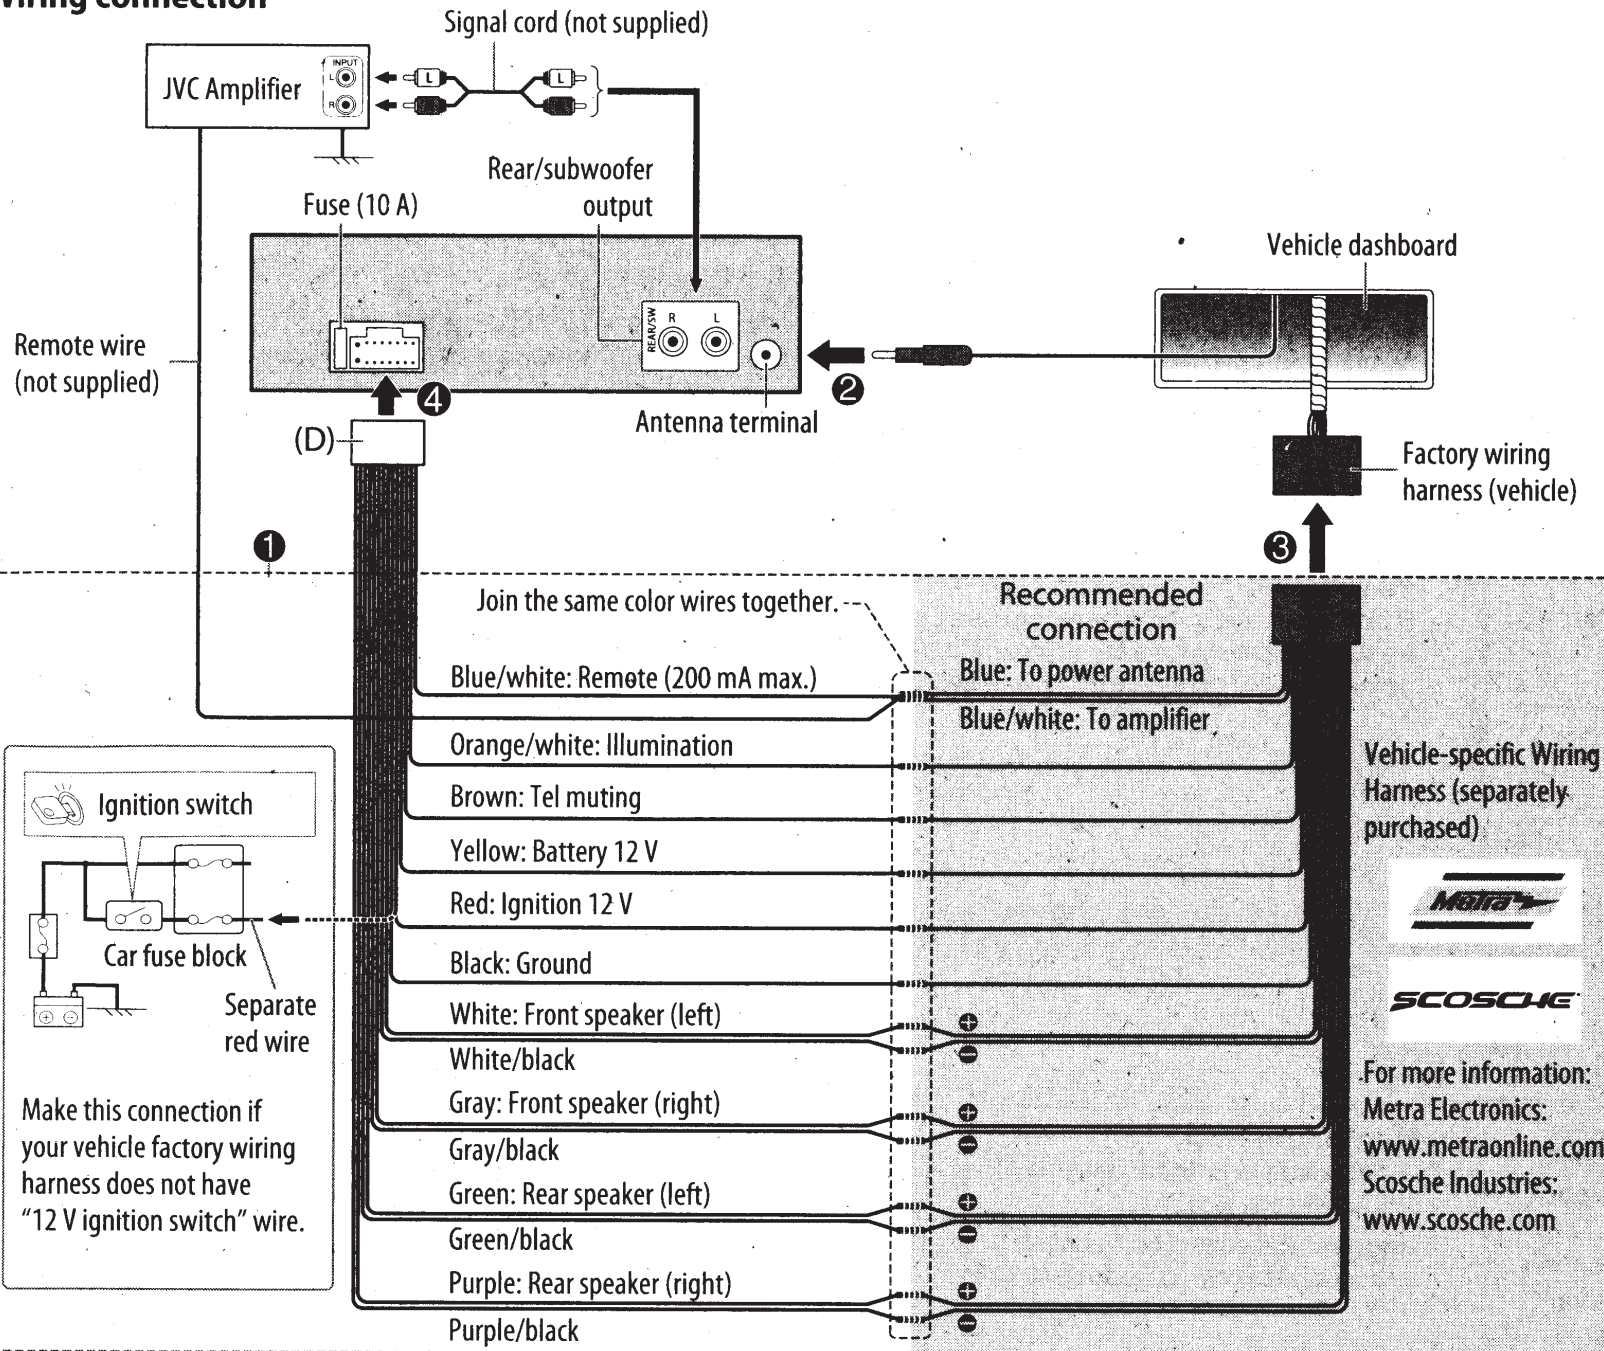 Wiring connection
Signal cord (not supplied)
JVC Amplifier
INPUT
L
R
L
L
Rear/subwoofer
output
Fuse (10 A)
Vehicle dashboard
REAR/SW
R
L
Remote wire
(not supplied)
2
4
Antenna terminal
(D)
Factory wiring
harness (vehicle)
1
3
Join the same color wires together.
Recommended
connection
Blue/white: Remote (200 mA max.)
Blue: To power antenna
Blue/white: To amplifier
Orange/white: Illumination
Brown: Tel muting
Yellow: Battery 12 V
Red: Ignition 12 V
Black: Ground
White: Front speaker (left)
White/black
Gray: Front speaker (right)
Gray/black
Green: Rear speaker (left)
Green/black
Purple: Rear speaker (right)
Purple/black
+
−
+
−
+
−
+
−
Ignition switch
Car fuse block
+ −
Separate
red wire
Make this connection if
your vehicle factory wiring
harness does not have
“12 V ignition switch” wire.
Vehicle-specific Wiring
Harness (separately
purchased)
Metra
SCOSCHE
For more information:
Metra Electronics:
www.metraonline.com
Scosche Industries:
www.scosche.com